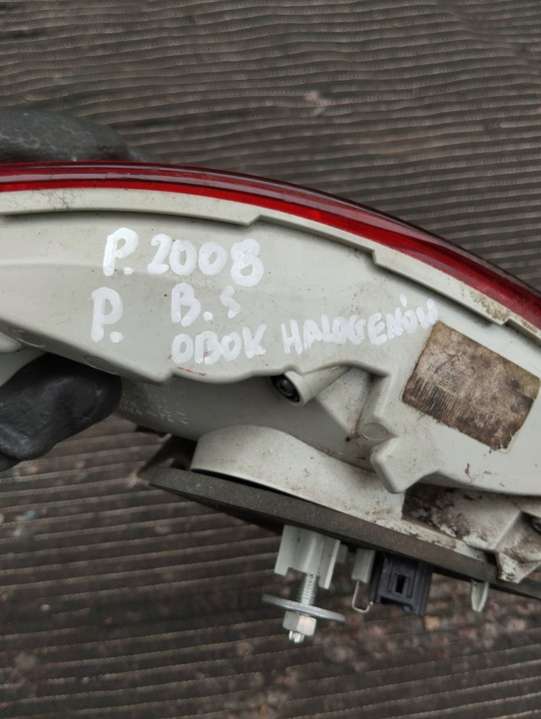 P. 2008
P. B.S
OBOK HALOGENÓW